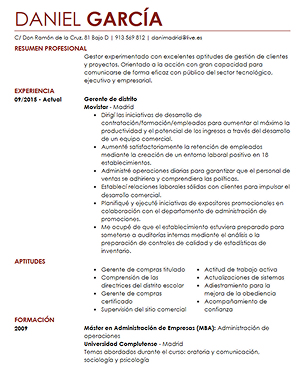 DANIEL GARCÍA
C/ Don Ramón de la Cruz, 81 Bajo D | 913 569 812 | danimadrid@live.es
RESUMEN PROFESIONAL
Gestor experimentado con excelentes aptitudes de gestión de clientes
y proyectos. Orientado a la acción con gran capacidad para
comunicarse de forma eficaz con público del sector tecnológico,
ejecutivo y empresarial.
EXPERIENCIA
09/2015 - Actual
Gerente de distrito
Movistar - Madrid
• Dirigí las iniciativas de desarrollo de
contratación/formación/empleados para aumentar al máximo
la productividad y el potencial de los ingresos a través del desarrollo
de un equipo comercial.
• Aumenté satisfactoriamente la retención de empleados
mediante la creación de un entorno laboral positivo en 18
establecimientos.
• Administré operaciones diarias para garantizar que el personal de
ventas se adhiriera y cumpliera los requisitos.
• Establecí relaciones laborales sólidas con clientes para impulsar el
desarrollo comercial.
• Planifiqué y ejecuté iniciativas de expositores promocionales en
colaboración con el departamento de administración de
promociones.
• Me ocupé de que el establecimiento estuviera preparado para
someterse a auditorías internas mediante el análisis o la
preparación de controles de calidad y de estadísticas de
inventario.
APTITUDES
• Gerente de compras titulado
• Comprensión de las
directrices del distrito escolar
• Gerente de compras
certificado
• Supervisión del sitio comercial
• Actitud de trabajo activa
• Actualizaciones de sistemas
• Adiestramiento para la
mejora de la obediencia
• Acompañamiento de
confianza
FORMACIÓN
2009
Máster en Administración de Empresas (MBA): Administración de
operaciones
Universidad Complutense - Madrid
Temas abordados durante el curso: oratoria y comunicación,
sociología y psicología